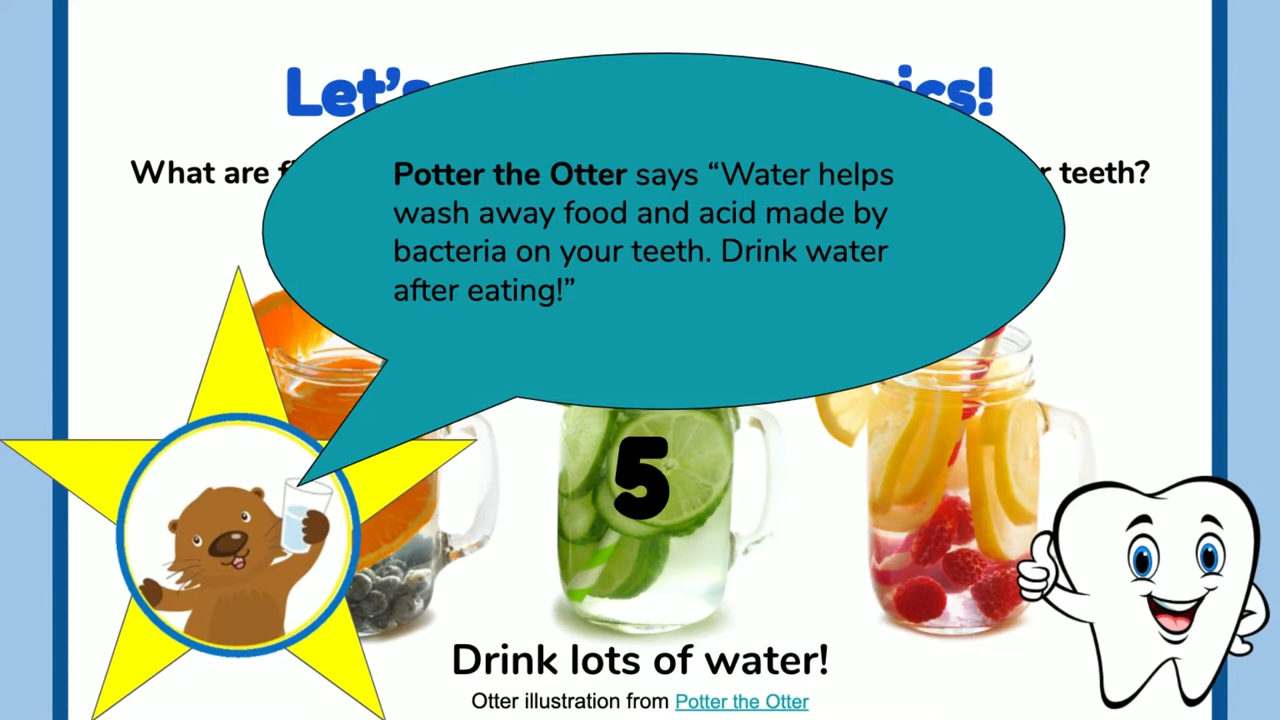 Let's ics!
What are teeth?
Potter the Otter says “Water helps
wash away food and acid made by
bacteria on your teeth. Drink water
after eating!”
5
Drink lots of water!
Otter illustration from Potter the Otter